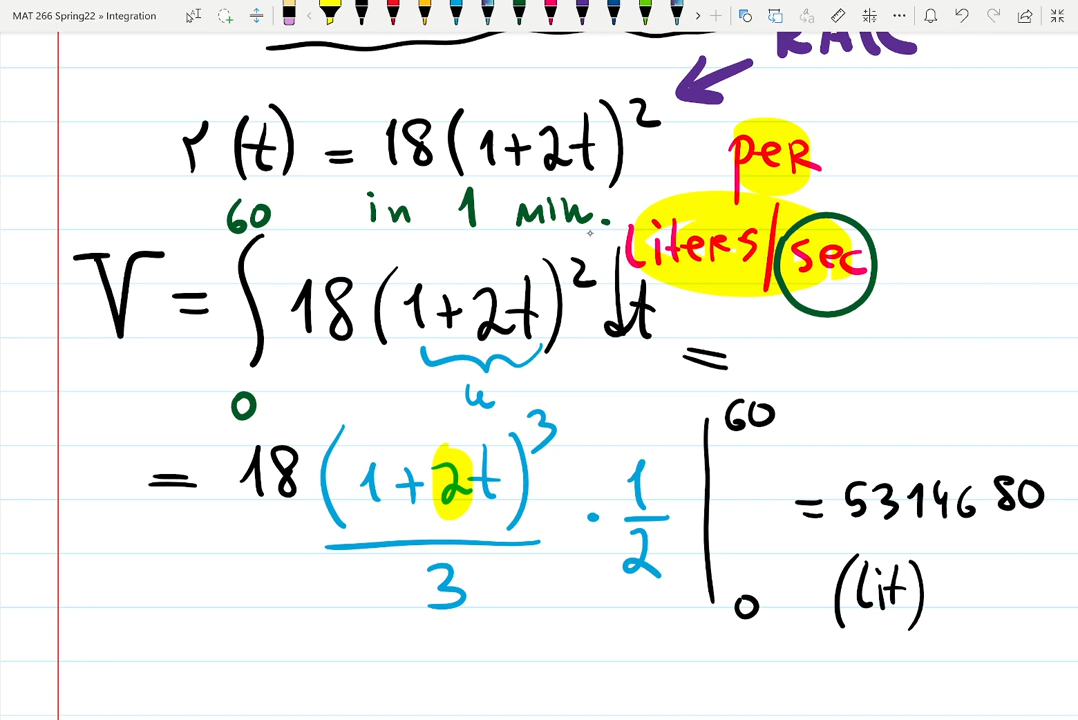 MAT 266 Spring22 » Integration
RATE
r(t) = 18(1+2t)²
per
60 in 1 min.
liters/sec
V = ∫ 18(1+2t)² dt =
u
0
= 18 (1+2t)³/3 · 1/2 | 60 0 = 5314680
(lit)